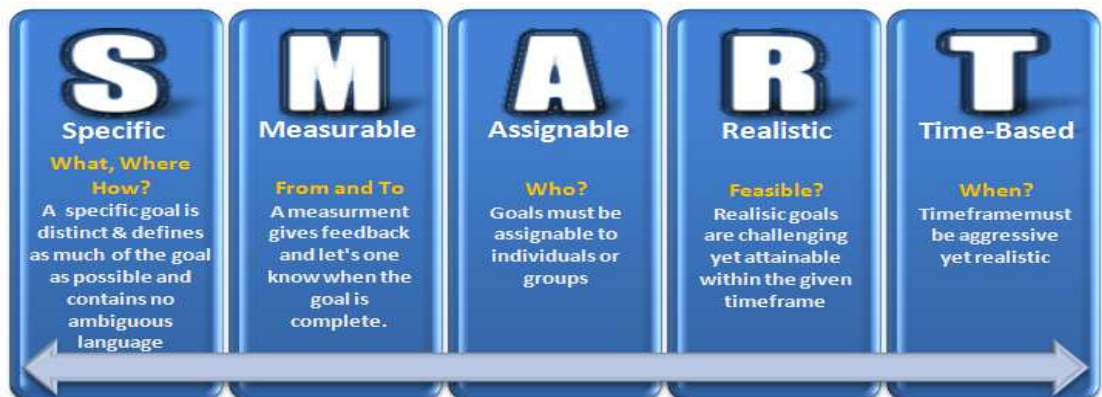 S
Specific
What, Where
How?
A specific goal is
distinct & defines
as much of the goal
as possible and
contains no
ambiguous
language
M
Measurable
From and To
A measurment
gives feedback
and let's one
know when the
goal is
complete.
A
Assignable
Who?
Goals must be
assignable to
individuals or
groups
R
Realistic
Feasible?
Realisic goals
are challenging
yet attainable
within the given
timeframe
T
Time-Based
When?
Timeframemust
be aggressive
yet realistic